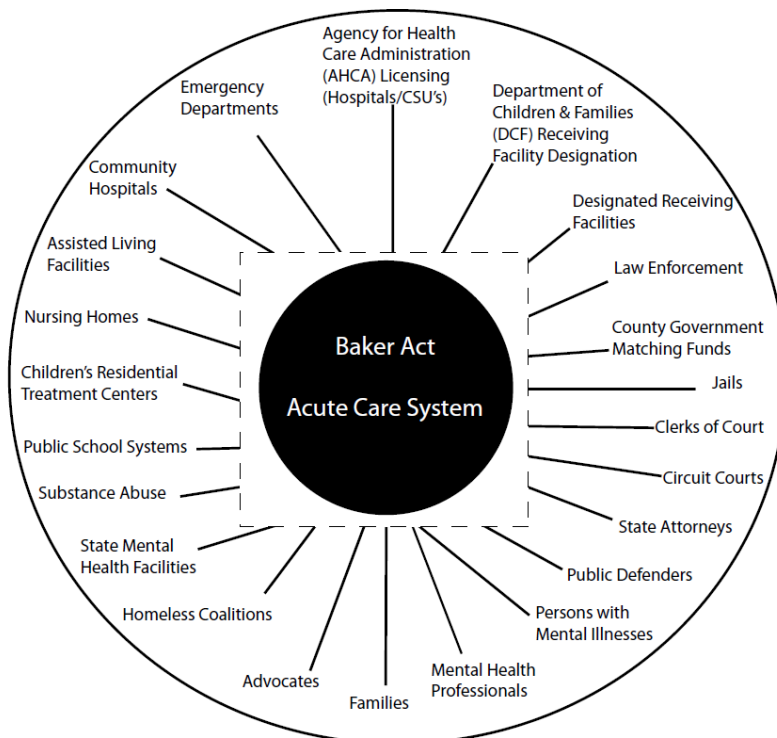 Agency for Health
Care Administration
(AHCA) Licensing
(Hospitals/CSU's)
Department of
Children & Families
(DCF) Receiving
Facility Designation
Designated Receiving
Facilities
Law Enforcement
County Government
Matching Funds
Jails
Clerks of Court
Circuit Courts
State Attorneys
Public Defenders
Persons with
Mental Illnesses
Mental Health
Professionals
Families
Advocates
Homeless Coalitions
State Mental
Health Facilities
Substance Abuse
Public School Systems
Children's Residential
Treatment Centers
Nursing Homes
Assisted Living
Facilities
Community
Hospitals
Emergency
Departments
Baker Act
Acute Care System